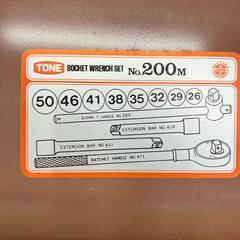 TONE SOCKET WRENCH SET No.200M
50 46 41 38 35 32 29 26
SLIDING T HANDLE NO.205
EXTENSION BAR NO.610
EXTENSION BAR NO.611
RATCHET HANDLE NO.471